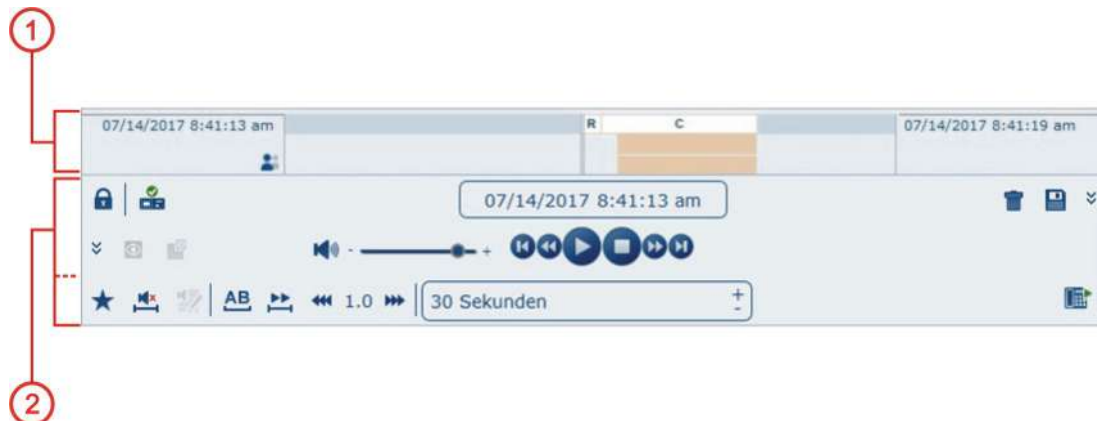 1
07/14/2017 8:41:13 am R C 07/14/2017 8:41:19 am
07/14/2017 8:41:13 am
- +
AB 1.0 30 Sekunden + -
2